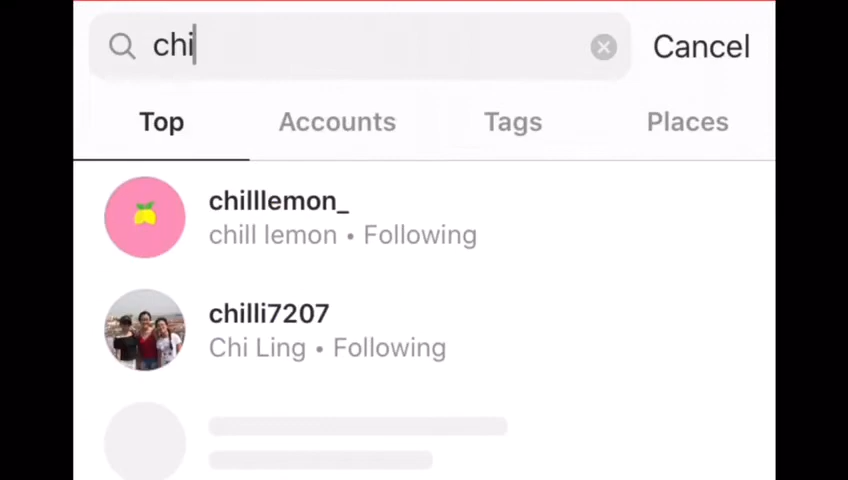 chi
Cancel
Top
Accounts
Tags
Places
chilllemon_
chill lemon • Following
chilli7207
Chi Ling • Following